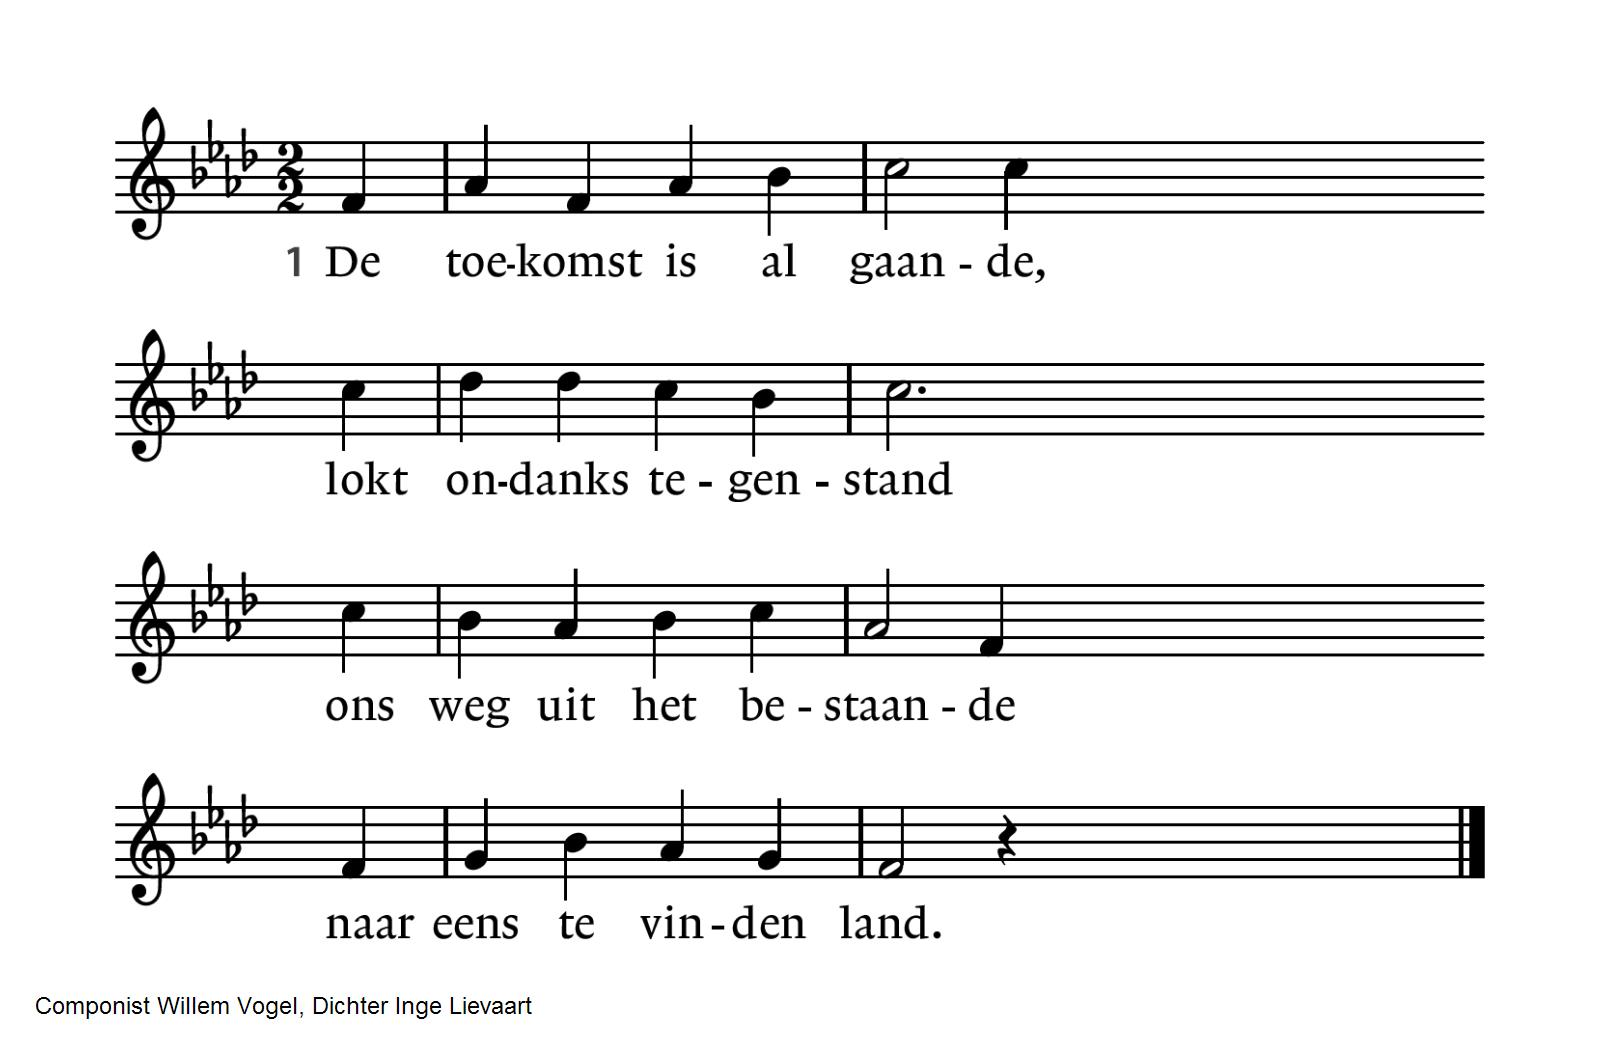 1 De toe-komst is al gaan - de,
lokt on-danks te - gen - stand
ons weg uit het be - staan - de
naar eens te vin - den land.
Componist Willem Vogel, Dichter Inge Lievaart